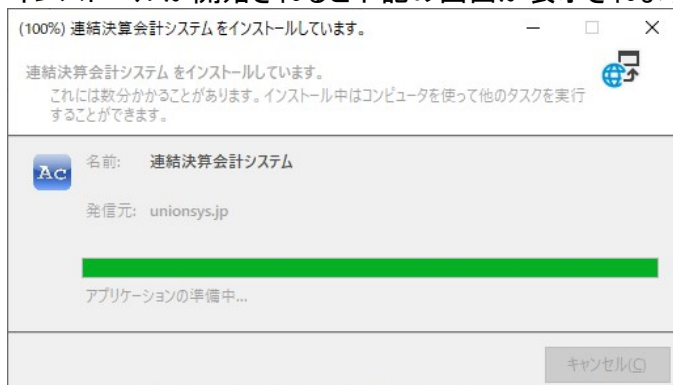 インストールが開始されると下記の画面が表示されま
(100%) 連結決算会計システムをインストールしています。
連結決算会計システム をインストールしています。
これには数分かかることがあります。インストール中はコンピュータを使って他のタスクを実行
することができます。
Ac
名前: 連結決算会計システム
発信元: unionsys.jp
アプリケーションの準備中...
キャンセル(C)